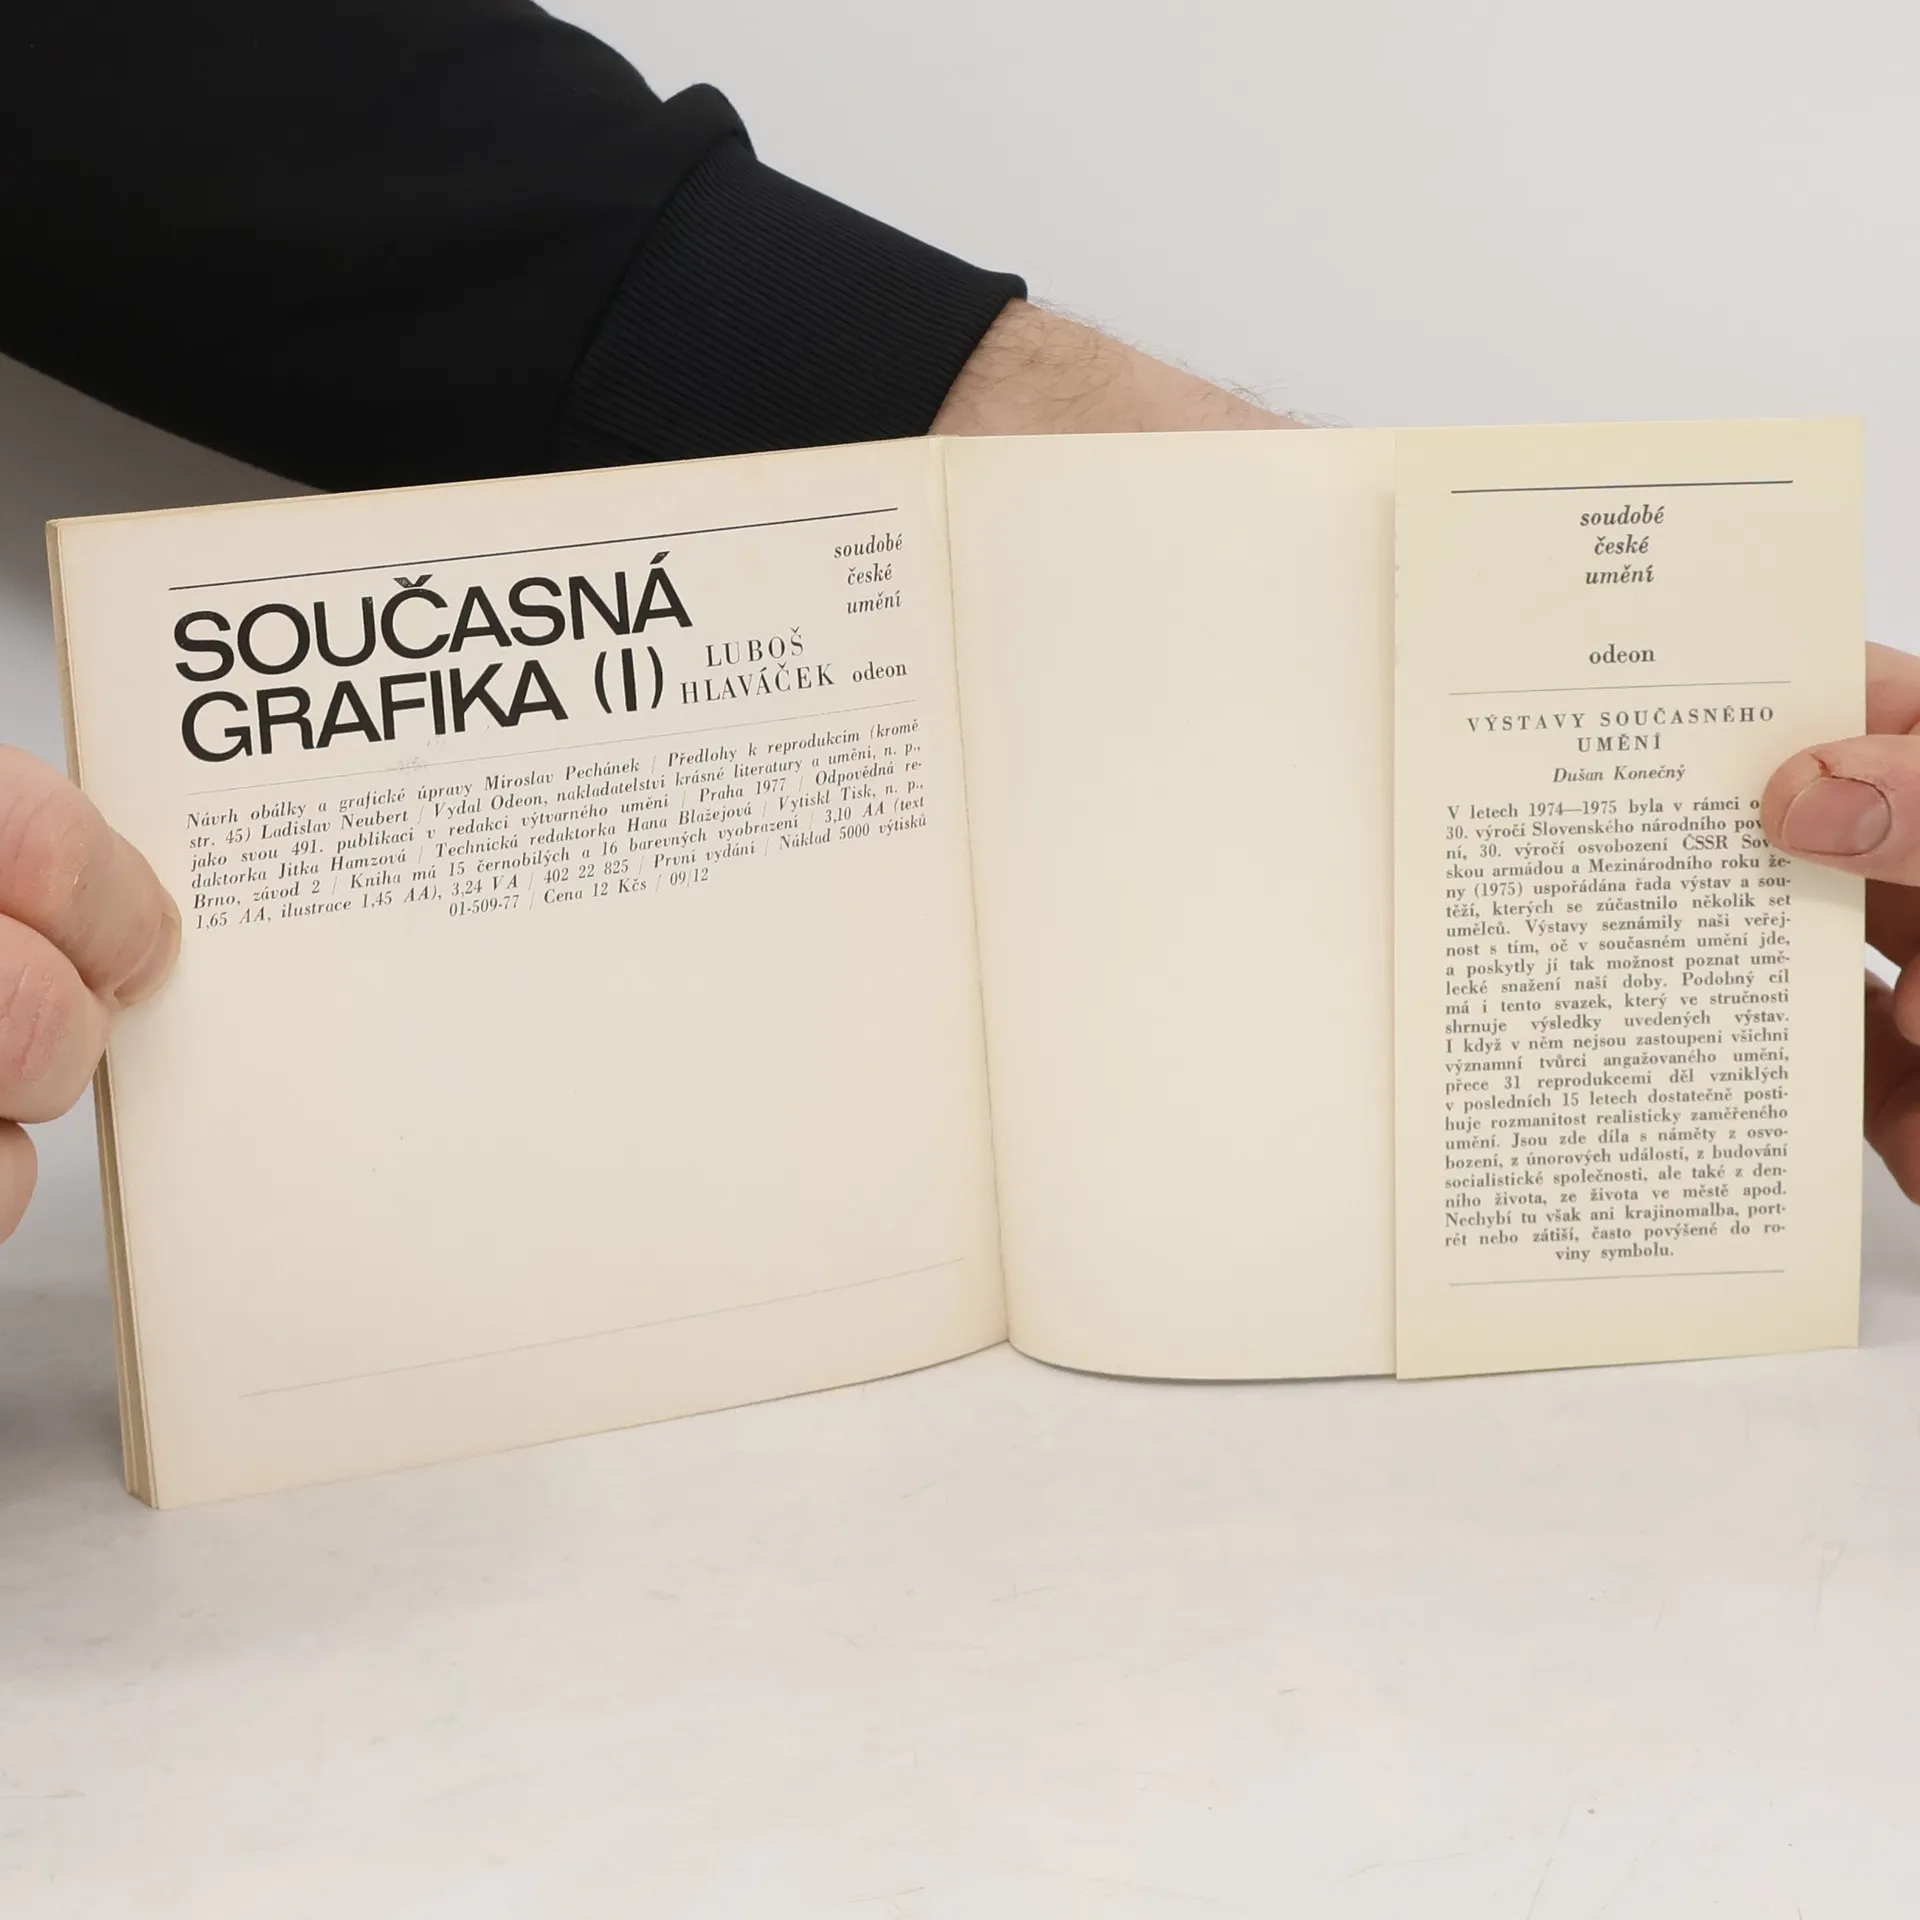 SOUČASNÁ
GRAFIKA (I)
LUBOŠ
HLAVÁČEK
soudobé
české
umění
odeon
Návrh obálky a grafické úpravy Miroslav Pechánek / Předlohy k reprodukcím (kromě
str. 45) Ladislav Neubert / Vydal Odeon, nakladatelství krásné literatury a umění, n. p.,
jako svou 491. publikaci v redakci výtvarného umění / Praha 1977 / Odpovědná re-
daktorka Jitka Hamzová / Technická redaktorka Hana Blažejová / Vytiskl Tisk, n. p.,
Brno, závod 2 / Kniha má 15 černobílých a 16 barevných vyobrazení / 3,10 AA (text
1,65 AA, ilustrace 1,45 AA), 3,24 VA / 402 22 825 / První vydání / Náklad 5000 výtisků
01-509-77 / Cena 12 Kčs / 09/12
soudobé
české
umění
odeon
VÝSTAVY SOUČASNÉHO
UMĚNÍ
Dušan Konečný
V letech 1974—1975 byla v rámci
30. výročí Slovenského národního
ní, 30. výročí osvobození ČSSR
skou armádou a Mezinárodního roku že-
ny (1975) uspořádána řada výstav a sou-
těží, kterých se zúčastnilo několik set
umělců. Výstavy seznámily naši veřej-
nost s tím, oč v současném umění jde,
a poskytly jí tak možnost poznat umě-
lecké snažení naší doby. Podobný cíl
má i tento svazek, který ve stručnosti
shrnuje výsledky uvedených výstav.
I když v něm nejsou zastoupeni všichni
významní tvůrci angažovaného umění,
přece 31 reprodukcemi děl vzniklých
v posledních 15 letech dostatečně posti-
huje rozmanitost realisticky zaměřeného
umění. Jsou zde díla s náměty z osvo-
bození, z únorových událostí, z budování
socialistické společnosti, ale také z den-
ního života, ze života ve městě apod.
Nechybí tu však ani krajinomalba, port-
rét nebo zátiší, často povýšené do ro-
viny symbolu.